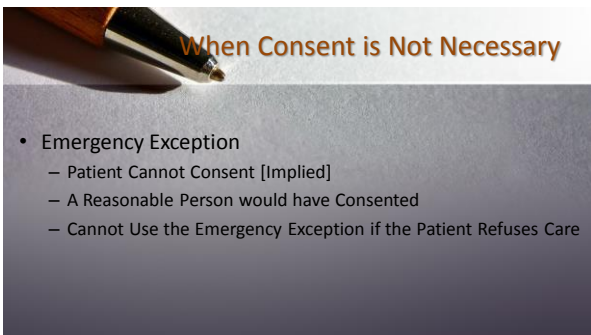 When Consent is Not Necessary
• Emergency Exception
– Patient Cannot Consent [Implied]
– A Reasonable Person would have Consented
– Cannot Use the Emergency Exception if the Patient Refuses Care